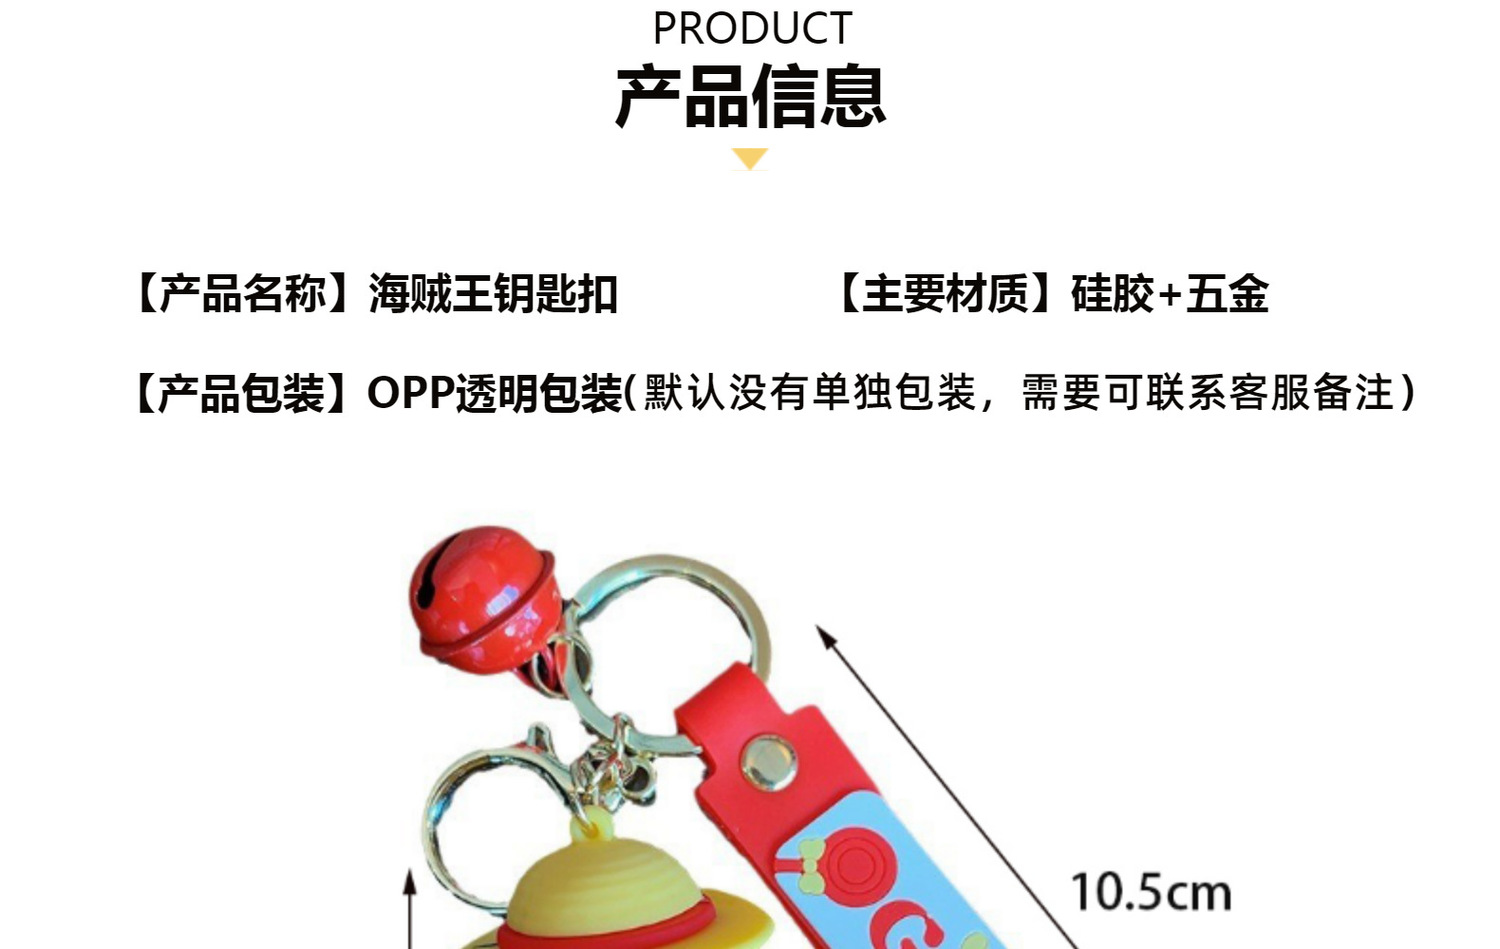 PRODUCT
产品信息
【产品名称】海贼王钥匙扣 【主要材质】硅胶+五金
【产品包装】OPP透明包装(默认没有单独包装，需要可联系客服备注)
10.5cm